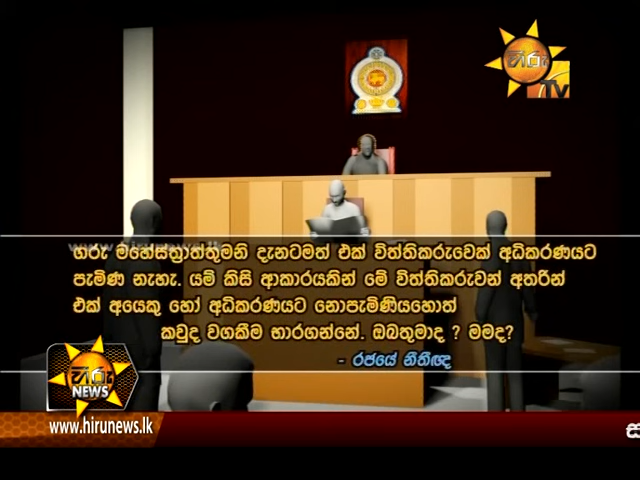 හිරු
TV
ගරු මහේස්ත්‍රාත්තුමනි දැනටමත් එක් විත්තිකරුවෙක් අධිකරණයට
පැමිණ නැහැ. යම් කිසි ආකාරයකින් මේ විත්තිකරුවන් අතරින්
එක් අයෙකු හෝ අධිකරණයට නොපැමිණියහොත්
කවුද වගකීම භාරගන්නේ. ඔබතුමාද ? මමද?
- රජයේ නීතිඥ
හිරු
NEWS
www.hirunews.lk